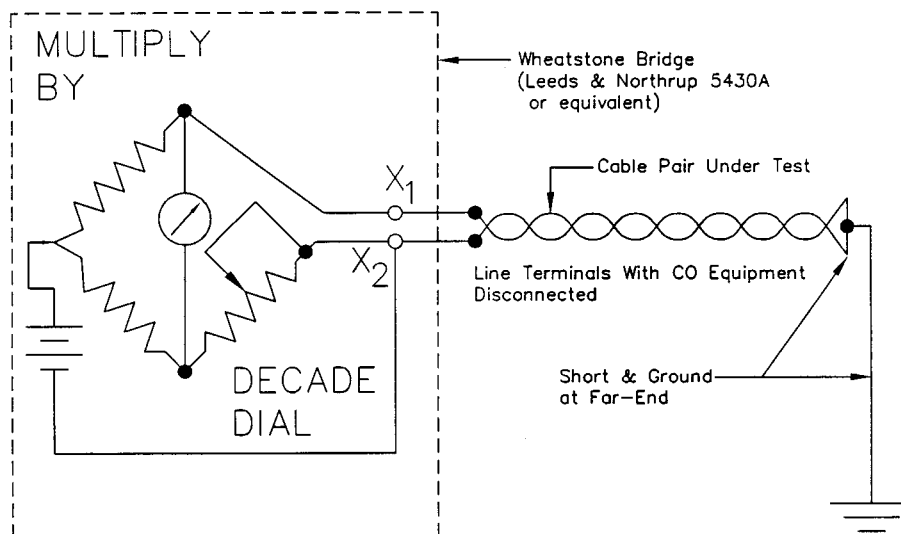 MULTIPLY
BY
Wheatstone Bridge
(Leeds & Northrup 5430A
or equivalent)
Cable Pair Under Test
X1
X2
Line Terminals With CO Equipment
Disconnected
DECADE
DIAL
Short & Ground
at Far-End